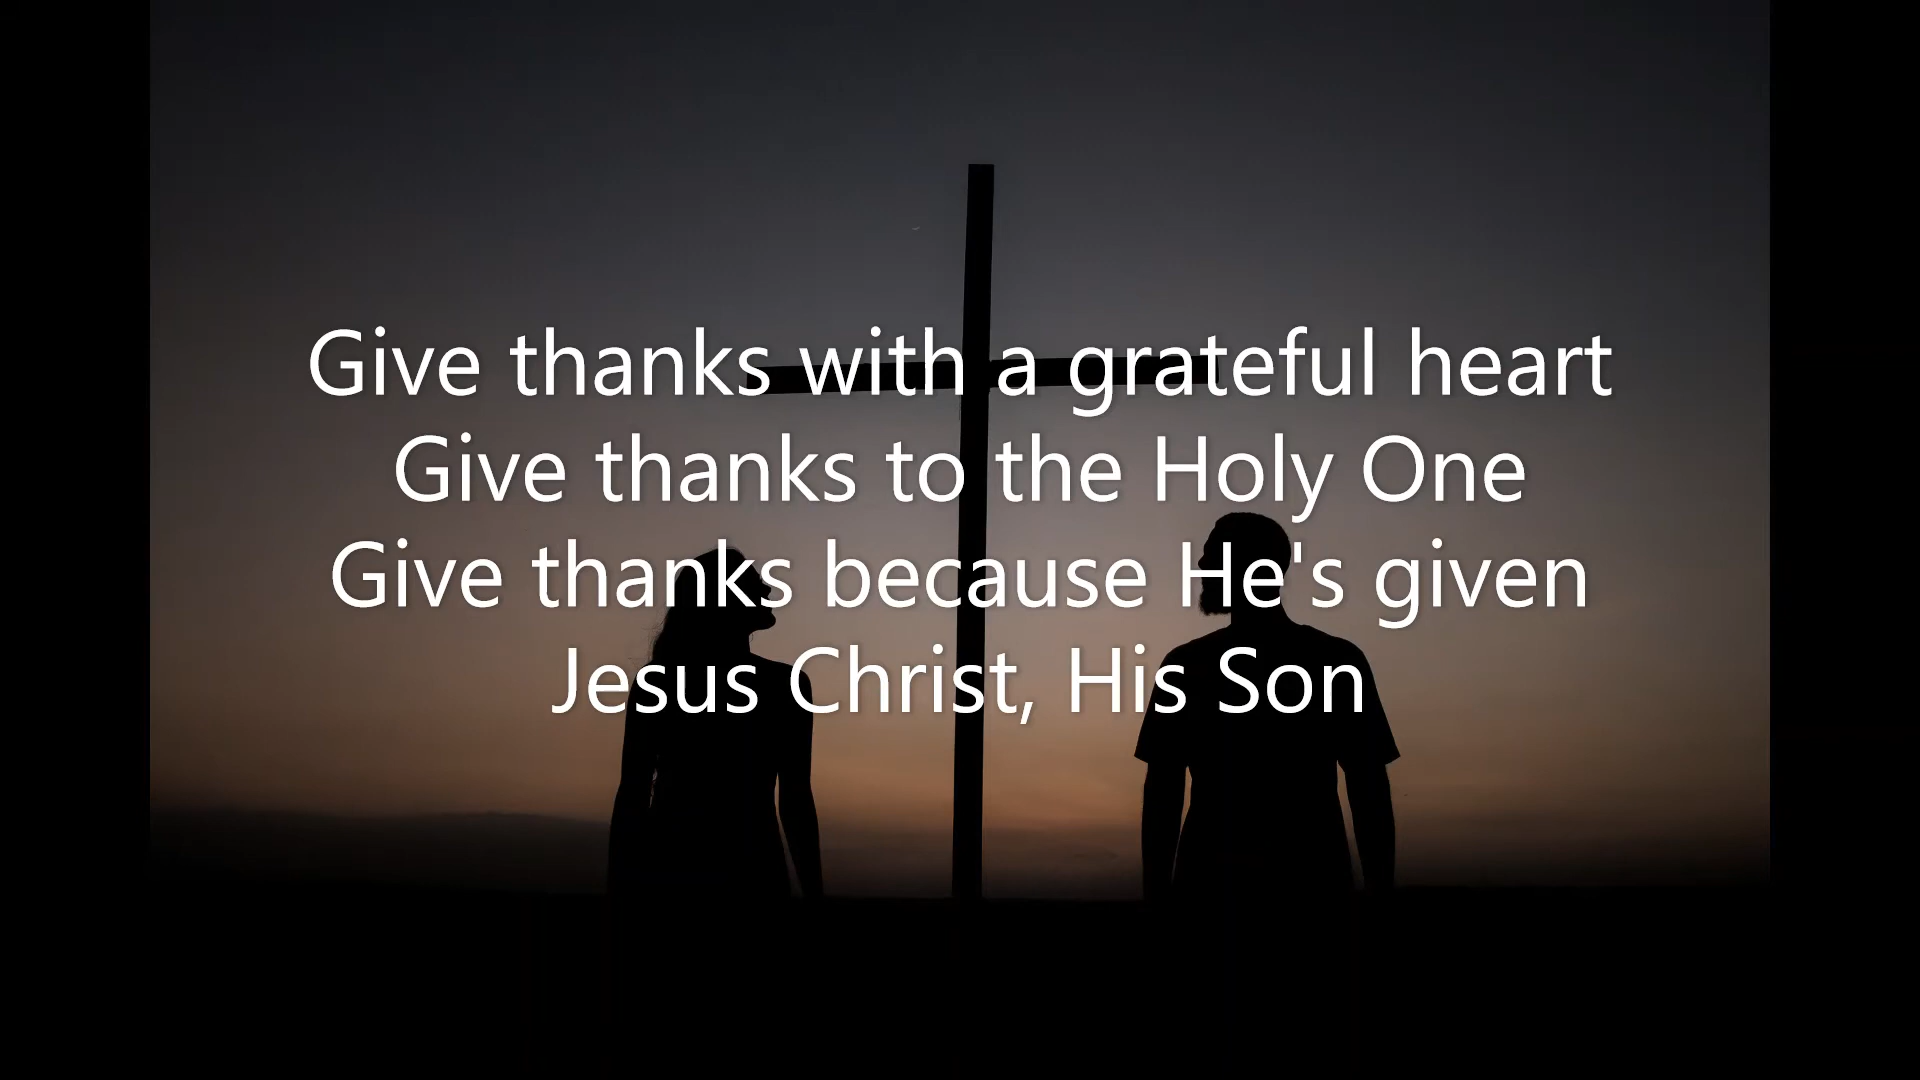 Give thanks with a grateful heart
Give thanks to the Holy One
Give thanks because He's given
Jesus Christ, His Son